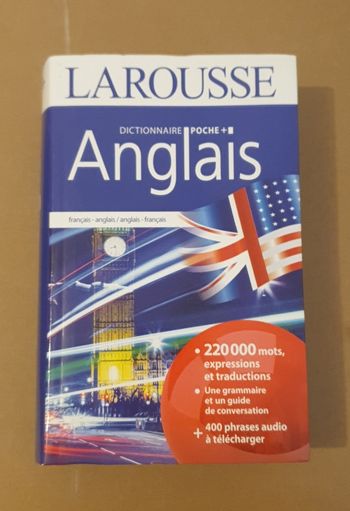 LAROUSSE
DICTIONNAIRE POCHE +
Anglais
français - anglais / anglais - français
• 220 000 mots,
expressions
et traductions
• Une grammaire
et un guide
de conversation
+ 400 phrases audio
à télécharger